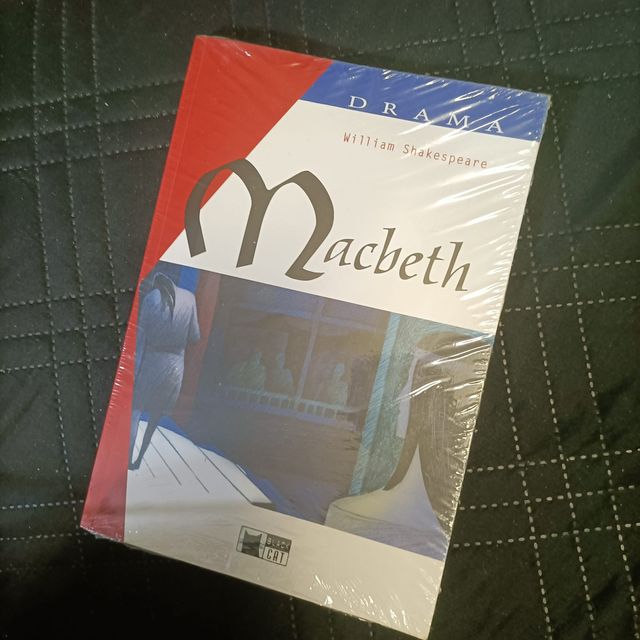 DRAMA
William Shakespeare
Macbeth
Black
CAT